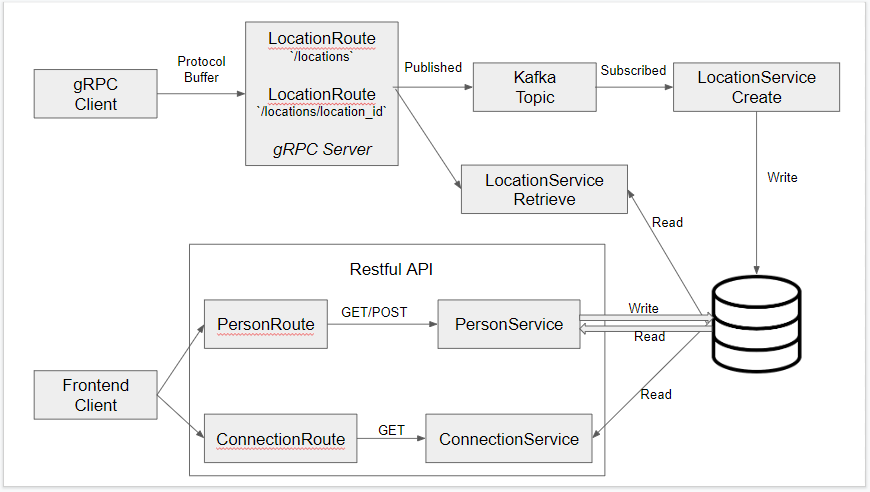 LocationRoute
`/locations`
Protocol
Buffer
Published
Kafka
Topic
Subscribed
LocationService
Create
gRPC
Client
LocationRoute
`/locations/location_id`
gRPC Server
LocationService
Retrieve
Write
Read
Restful API
PersonRoute
GET/POST
PersonService
Write
Read
Frontend
Client
Read
ConnectionRoute
GET
ConnectionService